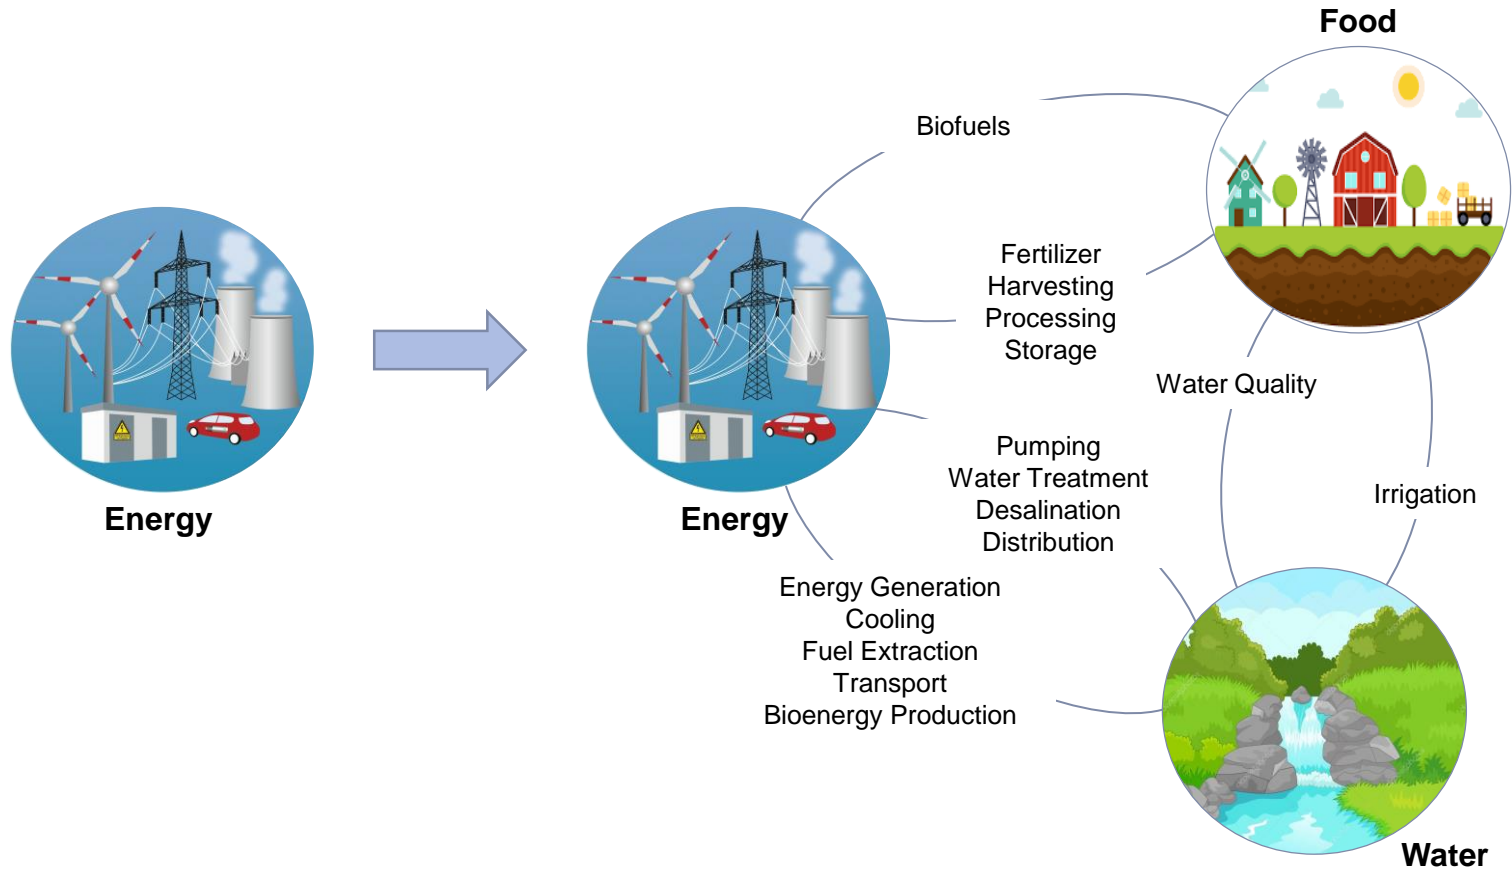 Food
Biofuels
Fertilizer
Harvesting
Processing
Storage
Water Quality
Pumping
Water Treatment
Desalination
Distribution
Irrigation
Energy
Energy
Energy Generation
Cooling
Fuel Extraction
Transport
Bioenergy Production
Water